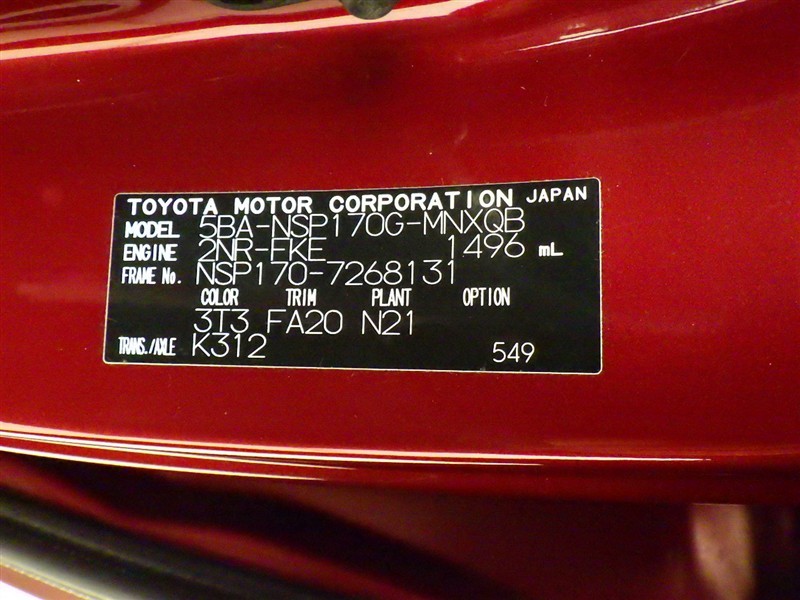 TOYOTA MOTOR CORPORATION JAPAN
MODEL 5BA-NSP170G-MNXQB
ENGINE 2NR-FKE 1496 mL
FRAME No. NSP170-7268131
COLOR TRIM PLANT OPTION
3T3 FA20 N21
TRANS./AXLE K312 549